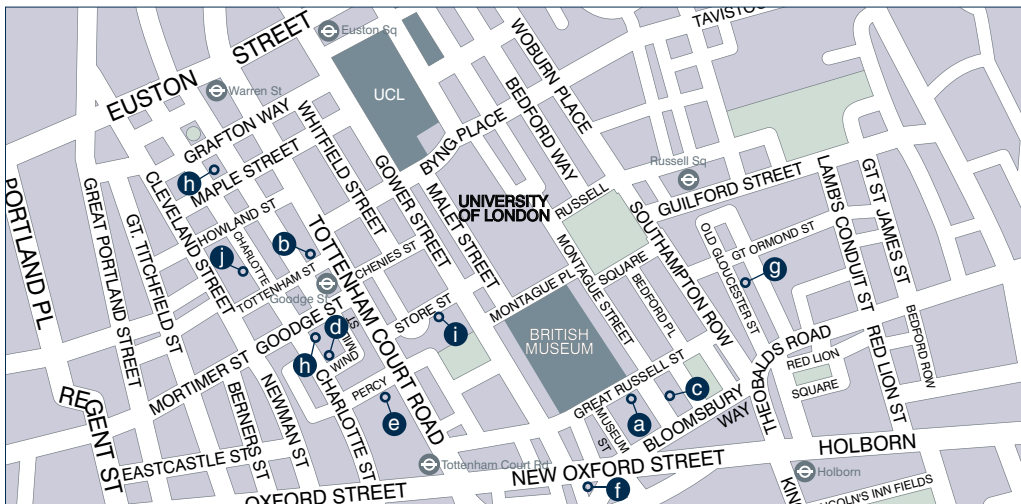 EUSTON STREET
Euston Sq
TAVISTO
UCL
WOBURN PLACE
Warren St
BEDFORD WAY
GRAFTON WAY
WHITFIELD STREET
BYNG PLACE
Russell Sq
h
MAPLE STREET
GOWER STREET
MALET STREET
UNIVERSITY
OF LONDON
RUSSELL
SQUARE
GUILFORD STREET
LAMB'S CONDUIT ST
GT ST JAMES ST
PORTLAND PL
GREAT PORTLAND STREET
GT. TITCHFIELD ST
CLEVELAND STREET
HOWLAND ST
CHARLOTTE
b
j
TOTTENHAM ST
TOTTENHAM COURT ROAD
CHENIES ST
SOUTHAMPTON ROW
OLD GLOUCESTER ST
GT ORMOND ST
g
MONTAGUE STREET
MONTAGUE PL
BEDFORD PL
Goodge St
GOODGE ST
STORE ST
i
BRITISH
MUSEUM
d
h
WIND
MILL
S
MORTIMER ST
PERCY
e
GREAT RUSSELL ST
a
c
MUSEUM
ST
BLOOMSBURY
WAY
THEOBALDS ROAD
RED LION
SQUARE
RED LION ST
BEDFORD ROW
REGENT ST
BERNERS ST
NEWMAN ST
CHARLOTTE ST
EASTCASTLE ST
Tottenham Court Rd
NEW OXFORD STREET
HOLBORN
Holborn
OXFORD STREET
f
KIN
COLN'S INN FIELDS